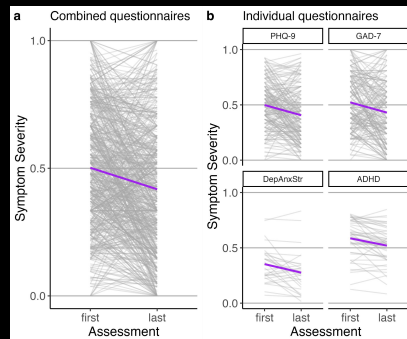 a Combined questionnaires
1.0
0.5
0.0
Symptom Severity
first last
Assessment
b Individual questionnaires
PHQ-9 GAD-7
1.0
0.5
0.0
DepAnxStr ADHD
1.0
0.5
0.0
Symptom Severity
first last first last
Assessment